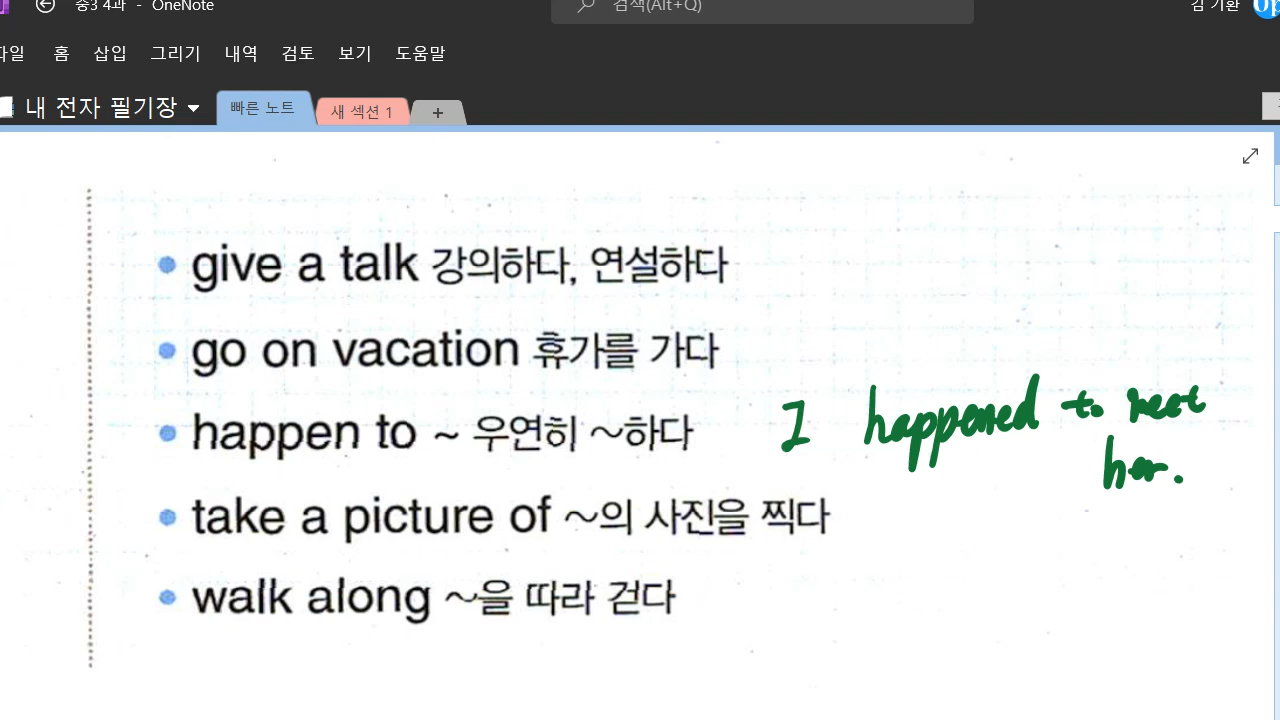 중3 4과 - OneNote
검색(Alt+Q)
김 기환
파일 홈 삽입 그리기 내역 검토 보기 도움말
내 전자 필기장
빠른 노트
새 섹션 1
+
give a talk 강의하다, 연설하다
go on vacation 휴가를 가다
happen to ~ 우연히 ~하다
I happened to meet
her.
take a picture of ~의 사진을 찍다
walk along ~을 따라 걷다